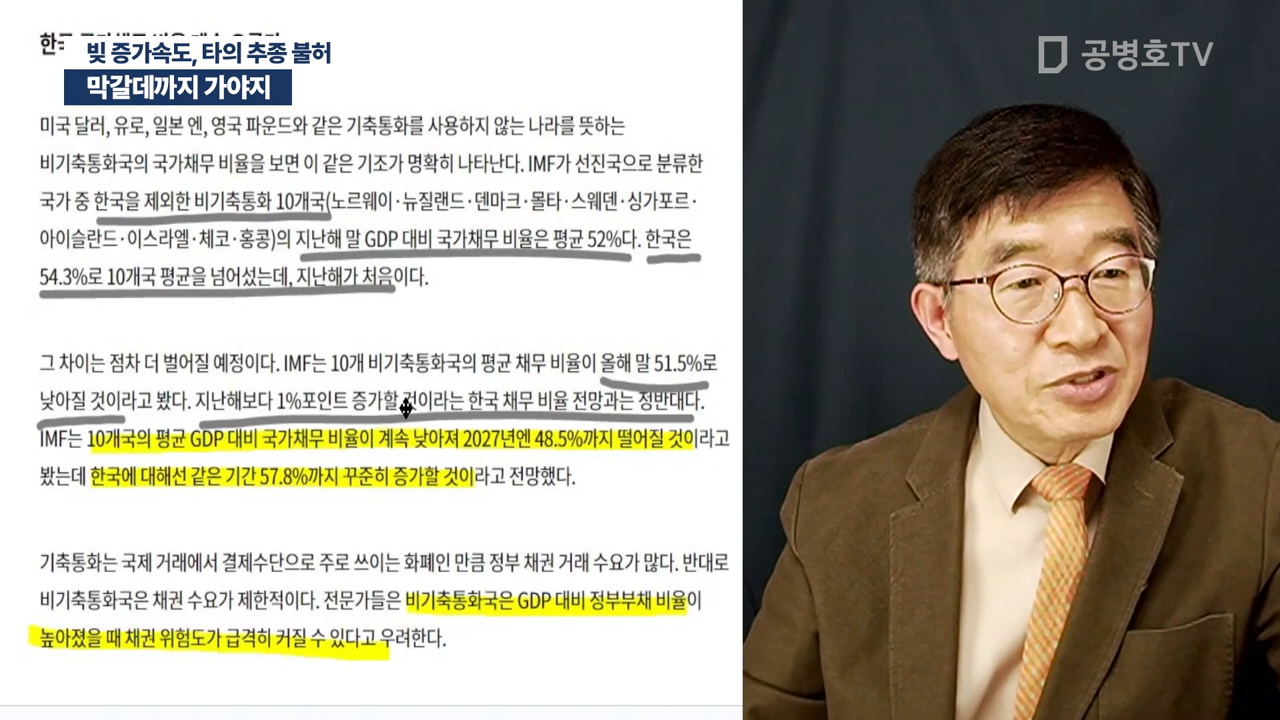 빚 증가속도, 타의 추종 불허
막갈데까지 가야지
공병호TV
미국 달러, 유로, 일본 엔, 영국 파운드와 같은 기축통화를 사용하지 않는 나라를 뜻하는
비기축통화국의 국가채무 비율을 보면 이 같은 기조가 명확히 나타난다. IMF가 선진국으로 분류한
국가 중 한국을 제외한 비기축통화 10개국(노르웨이·뉴질랜드·덴마크·몰타·스웨덴·싱가포르·
아이슬란드·이스라엘·체코·홍콩)의 지난해 말 GDP 대비 국가채무 비율은 평균 52%다. 한국은
54.3%로 10개국 평균을 넘어섰는데, 지난해가 처음이다.
그 차이는 점차 더 벌어질 예정이다. IMF는 10개 비기축통화국의 평균 채무 비율이 올해 말 51.5%로
낮아질 것이라고 봤다. 지난해보다 1%포인트 증가할 것이라는 한국 채무 비율 전망과는 정반대다.
IMF는 10개국의 평균 GDP 대비 국가채무 비율이 계속 낮아져 2027년엔 48.5%까지 떨어질 것이라고
봤는데 한국에 대해선 같은 기간 57.8%까지 꾸준히 증가할 것이라고 전망했다.
기축통화는 국제 거래에서 결제수단으로 주로 쓰이는 화폐인 만큼 정부 채권 거래 수요가 많다. 반대로
비기축통화국은 채권 수요가 제한적이다. 전문가들은 비기축통화국은 GDP 대비 정부부채 비율이
높아졌을 때 채권 위험도가 급격히 커질 수 있다고 우려한다.